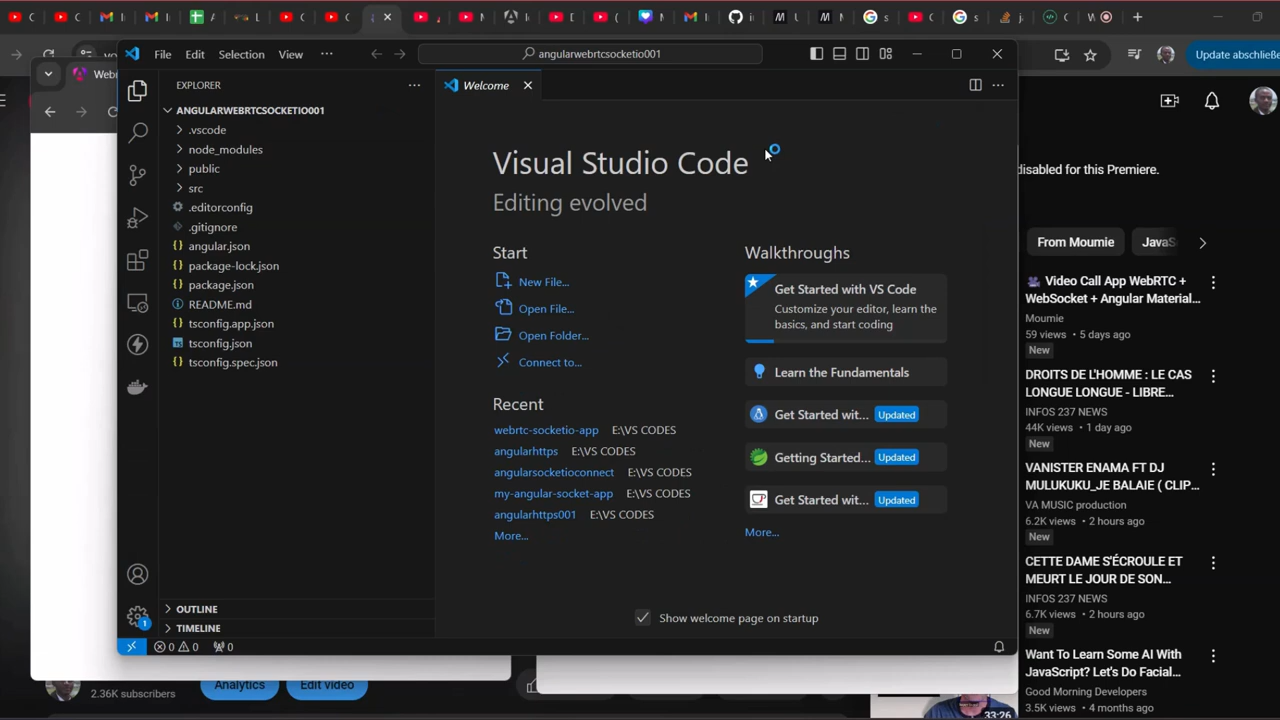 Update abschließe
File Edit Selection View ···
angularwebrtcsocketio001
EXPLORER
Welcome
ANGULARWEBRTCSOCKETIO001
.vscode
node_modules
public
src
.editorconfig
.gitignore
angular.json
package-lock.json
package.json
README.md
tsconfig.app.json
tsconfig.json
tsconfig.spec.json
OUTLINE
TIMELINE
Visual Studio Code
Editing evolved
Start
New File...
Open File...
Open Folder...
Connect to...
Recent
webrtc-socketio-app E:\VS CODES
angularhttps E:\VS CODES
angularsocketioconnect E:\VS CODES
my-angular-socket-app E:\VS CODES
angularhttps001 E:\VS CODES
More...
Walkthroughs
Get Started with VS Code
Customize your editor, learn the
basics, and start coding
Learn the Fundamentals
Get Started wit... Updated
Getting Started... Updated
Get Started wit... Updated
More...
Show welcome page on startup
1
0 0 0
disabled for this Premiere.
From Moumie
Video Call App WebRTC +
WebSocket + Angular Material...
Moumie
59 views • 5 days ago
New
DROITS DE L'HOMME : LE CAS
LONGUE LONGUE - LIBRE...
INFOS 237 NEWS
44K views • 1 day ago
New
VANISTER ENAMA FT DJ
MULUKUKU_JE BALAIE ( CLIP...
VA MUSIC production
6.2K views • 2 hours ago
New
CETTE DAME S'ÉCROULE ET
MEURT LE JOUR DE SON...
INFOS 237 NEWS
6.7K views • 2 hours ago
New
Want To Learn Some AI With
JavaScript? Let's Do Facial...
Good Morning Developers
3.5K views • 4 months ago
33:26
2.36K subscribers
Analytics
Edit video